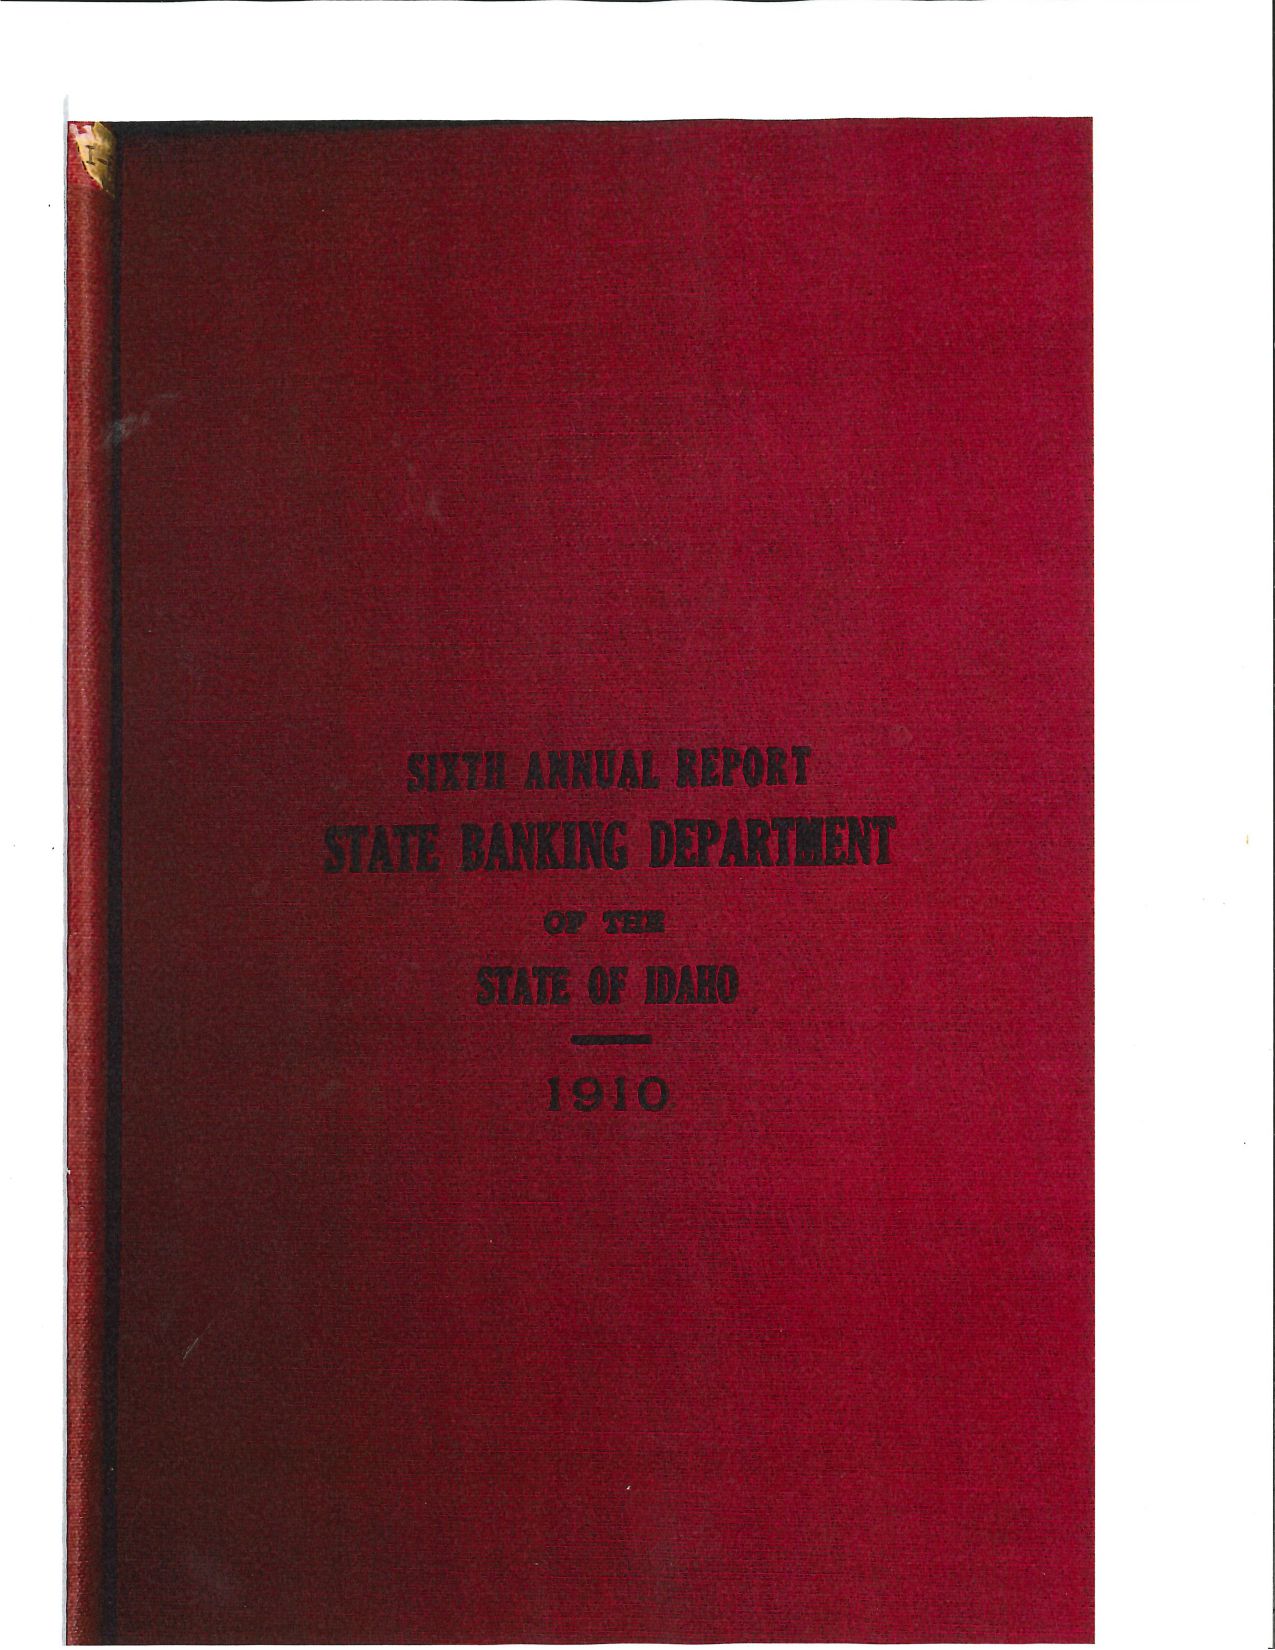 SIXTH ANNUAL REPORT
STATE BANKING DEPARTMENT
OF THE
STATE OF IDAHO
1910